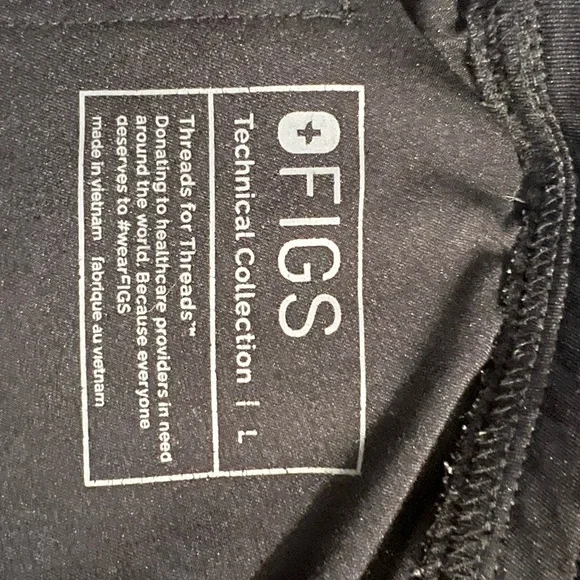 FIGS
Technical Collection | L
Threads for Threads™
Donating to healthcare providers in need
around the world. Because everyone
deserves to #wearFIGS
made in vietnam fabriqué au vietnam